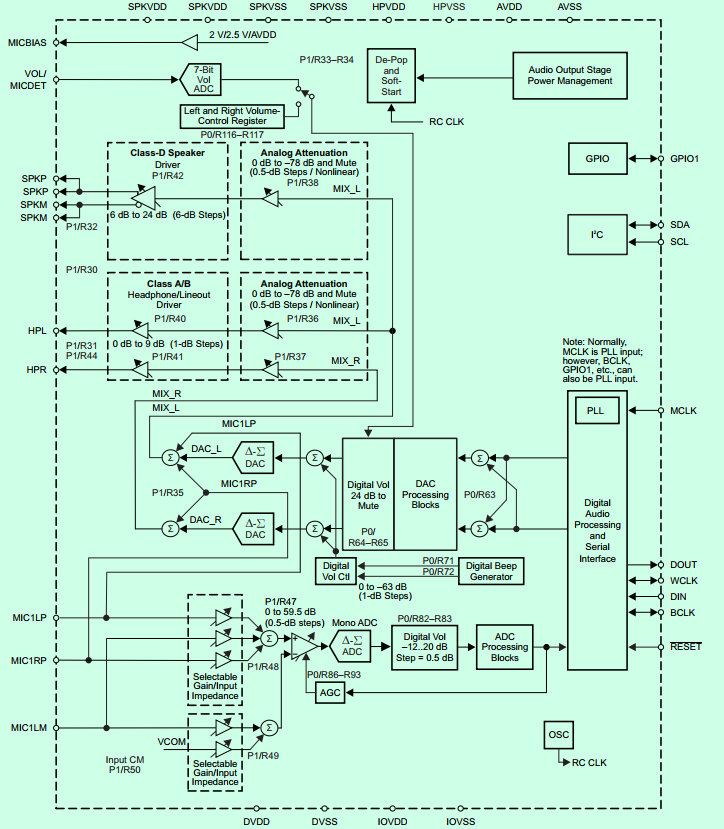 SPKVDD SPKVDD SPKVSS SPKVSS HPVDD HPVSS AVDD AVSS
MICBIAS
2 V/2.5 V/AVDD
VOL/
MICDET
7-Bit
Vol
ADC
P1/R33–R34
De-Pop
and
Soft-
Start
Audio Output Stage
Power Management
RC CLK
Left and Right Volume-
Control Register
P0/R116–R117
Class-D Speaker
Driver
P1/R42
6 dB to 24 dB (6-dB Steps)
Analog Attenuation
0 dB to –78 dB and Mute
(0.5-dB Steps / Nonlinear)
P1/R38
MIX_L
GPIO
GPIO1
SPKP
SPKP
SPKM
SPKM
P1/R32
I²C
SDA
SCL
P1/R30
Class A/B
Headphone/Lineout
Driver
P1/R40
0 dB to 9 dB (1-dB Steps)
P1/R41
Analog Attenuation
0 dB to –78 dB and Mute
(0.5-dB Steps / Nonlinear)
P1/R36
MIX_L
P1/R37
MIX_R
HPL
P1/R31
P1/R44
HPR
Note: Normally,
MCLK is PLL input;
however, BCLK,
GPIO1, etc., can
also be PLL input.
MIX_R
MIX_L
MIC1LP
PLL
MCLK
Σ
DAC_L
Δ-Σ
DAC
Σ
Digital Vol
24 dB to
Mute
P0/
R64–R65
DAC
Processing
Blocks
Σ
P0/R63
Σ
P1/R35
MIC1RP
Σ
DAC_R
Δ-Σ
DAC
Σ
Digital
Audio
Processing
and
Serial
Interface
Digital
Vol Ctl
P0/R71
P0/R72
Digital Beep
Generator
0 to –63 dB
(1-dB Steps)
DOUT
WCLK
DIN
BCLK
RESET
MIC1LP
MIC1RP
MIC1LM
P1/R47
0 to 59.5 dB
(0.5-dB steps)
Σ
P1/R48
Selectable
Gain/Input
Impedance
+
–
Mono ADC
Δ-Σ
ADC
P0/R82–R83
Digital Vol
–12..20 dB
Step = 0.5 dB
ADC
Processing
Blocks
P0/R86–R93
AGC
Σ
VCOM
P1/R49
Input CM
P1/R50
Selectable
Gain/Input
Impedance
OSC
RC CLK
DVDD DVSS IOVDD IOVSS